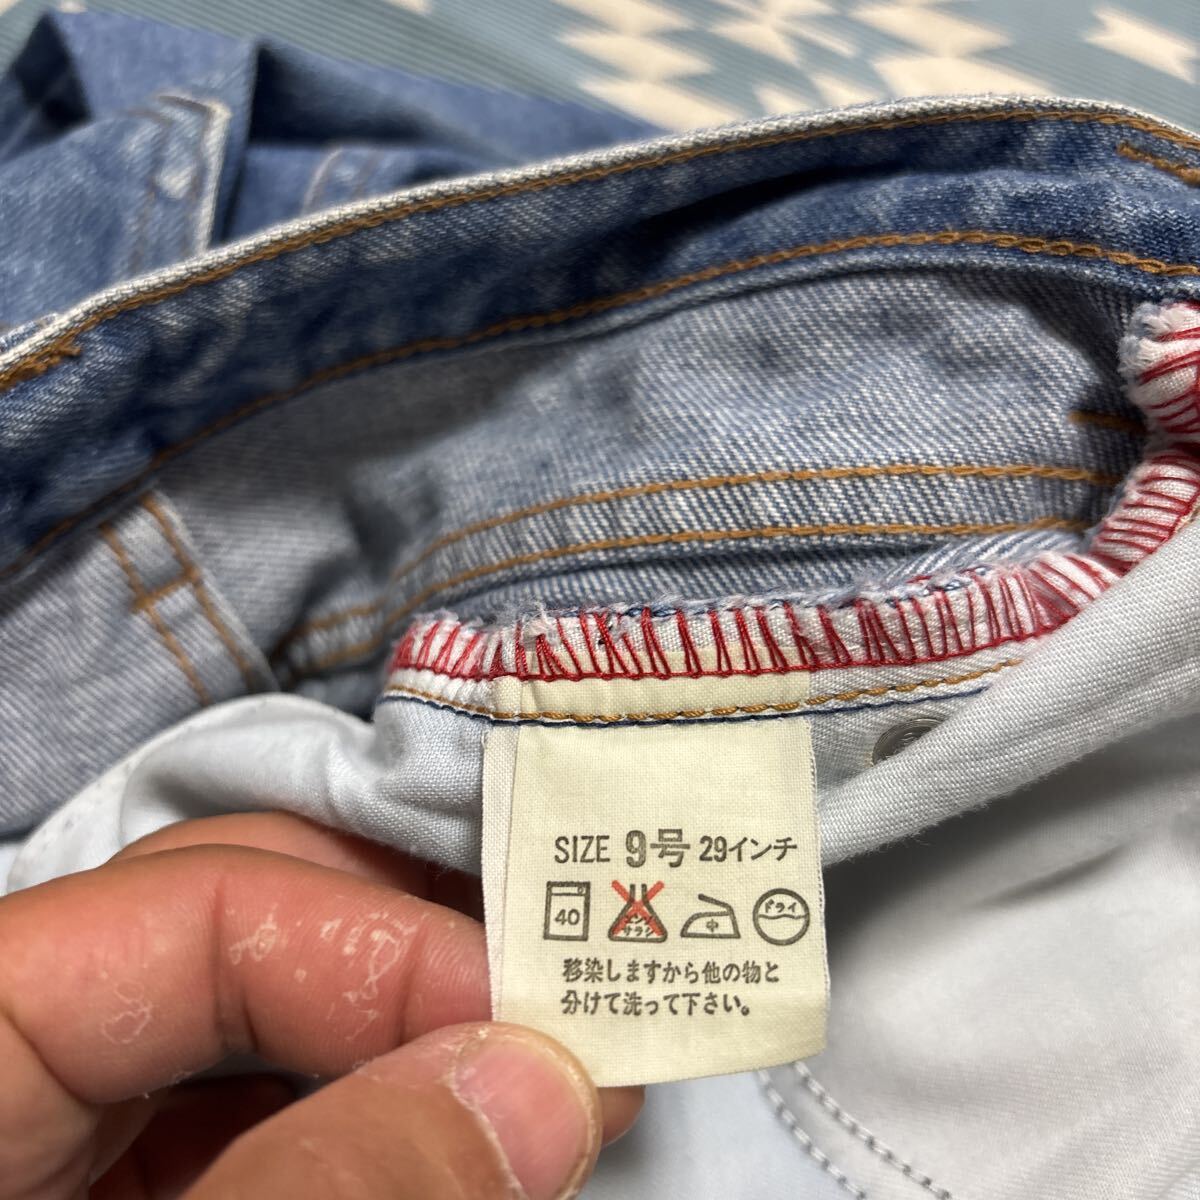 SIZE 9号 29インチ
40 エンソサラシ 中 ドライ
移染しますから他の物と
分けて洗って下さい。